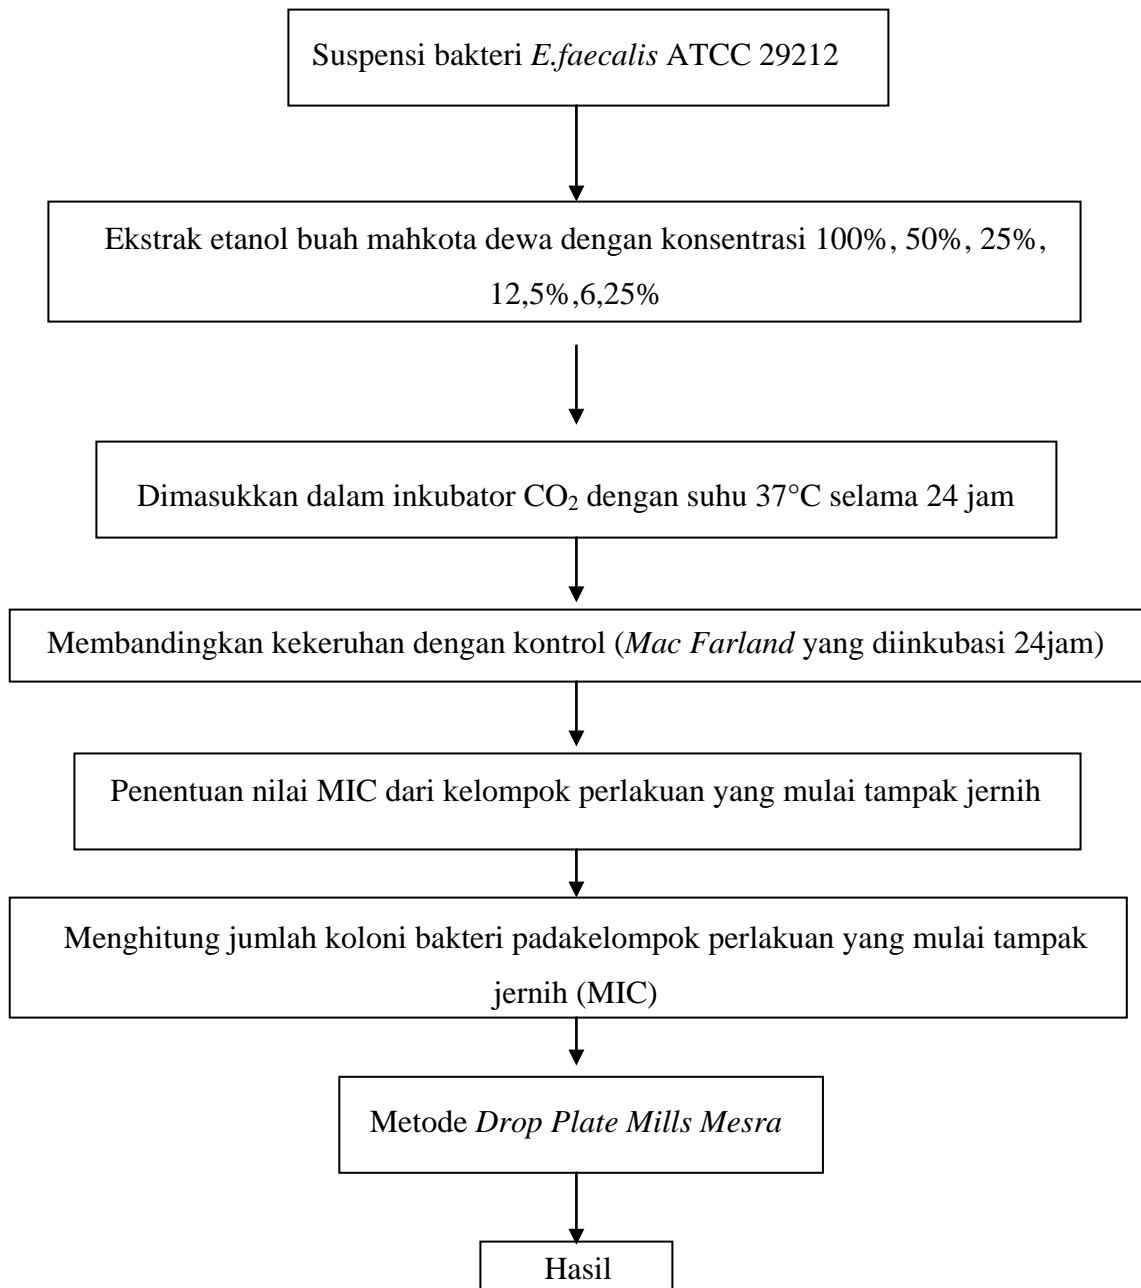 Suspensi bakteri E.faecalis ATCC 29212
Ekstrak etanol buah mahkota dewa dengan konsentrasi 100%, 50%, 25%,
12,5%,6,25%
Dimasukkan dalam inkubator CO₂ dengan suhu 37°C selama 24 jam
Membandingkan kekeruhan dengan kontrol (Mac Farland yang diinkubasi 24jam)
Penentuan nilai MIC dari kelompok perlakuan yang mulai tampak jernih
Menghitung jumlah koloni bakteri padakelompok perlakuan yang mulai tampak
jernih (MIC)
Metode Drop Plate Mills Mesra
Hasil